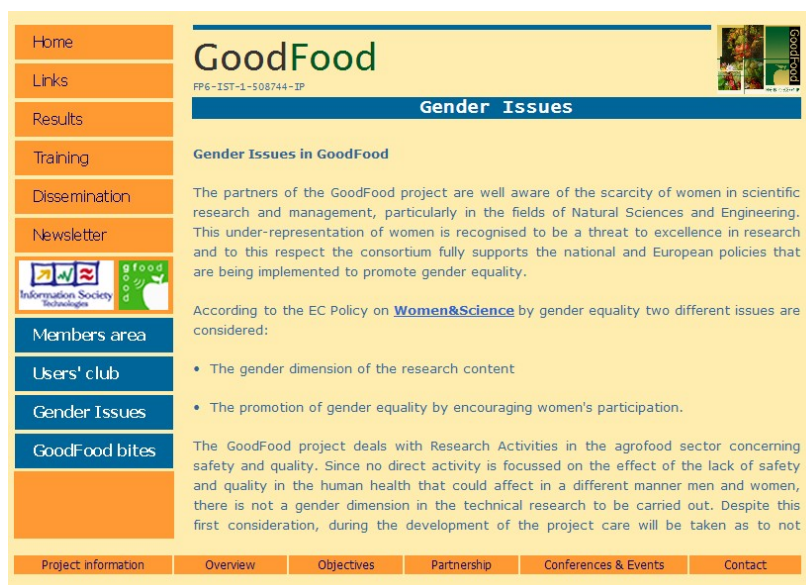 Home
Links
Results
Training
Dissemination
Newsletter
Information Society
Technologies
gfood
o
o
d
Members area
Users' club
Gender Issues
GoodFood bites
GoodFood
FP6-IST-1-508744-IP
GoodFood
Gender Issues
Gender Issues in GoodFood
The partners of the GoodFood project are well aware of the scarcity of women in scientific
research and management, particularly in the fields of Natural Sciences and Engineering.
This under-representation of women is recognised to be a threat to excellence in research
and to this respect the consortium fully supports the national and European policies that
are being implemented to promote gender equality.
According to the EC Policy on Women&Science by gender equality two different issues are
considered:
• The gender dimension of the research content
• The promotion of gender equality by encouraging women's participation.
The GoodFood project deals with Research Activities in the agrofood sector concerning
safety and quality. Since no direct activity is focussed on the effect of the lack of safety
and quality in the human health that could affect in a different manner men and women,
there is not a gender dimension in the technical research to be carried out. Despite this
first consideration, during the development of the project care will be taken as to not
Project information
Overview
Objectives
Partnership
Conferences & Events
Contact